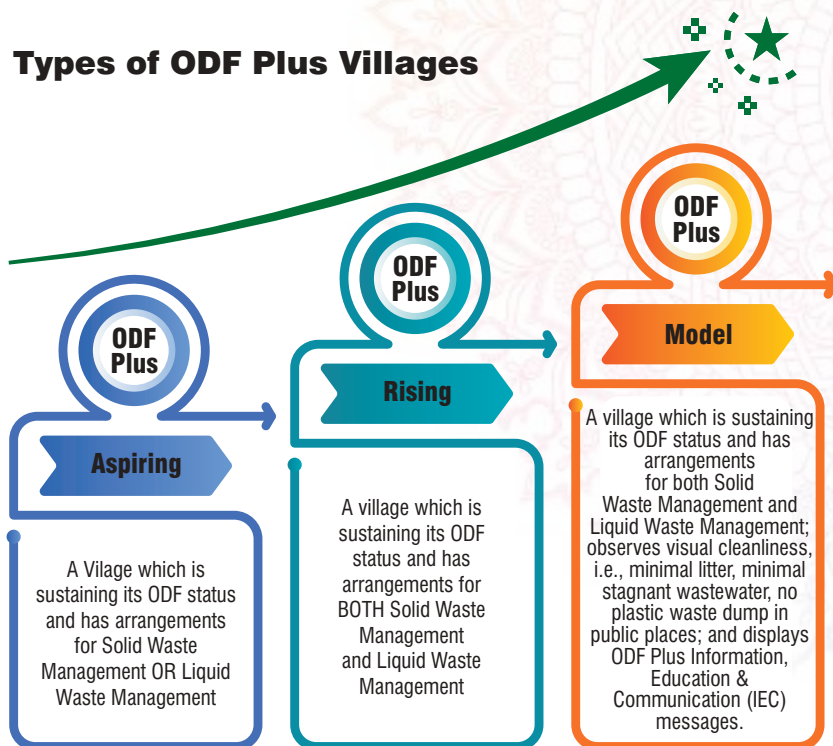 Types of ODF Plus Villages
ODF
Plus
Aspiring
A Vilage which is
sustaining its ODF status
and has arrangements
for Solid Waste
Management OR Liquid
Waste Management
ODF
Plus
Rising
A village which is
sustaining its ODF
status and has
arrangements for
BOTH Solid Waste
Management
and Liquid Waste
Management
ODF
Plus
Model
A village which is sustaining
its ODF status and has
arrangements
for both Solid
Waste Management and
Liquid Waste Management;
observes visual cleanliness,
i.e., minimal litter, minimal
stagnant wastewater, no
plastic waste dump in
public places; and displays
ODF Plus Information,
Education &
Communication (IEC)
messages.